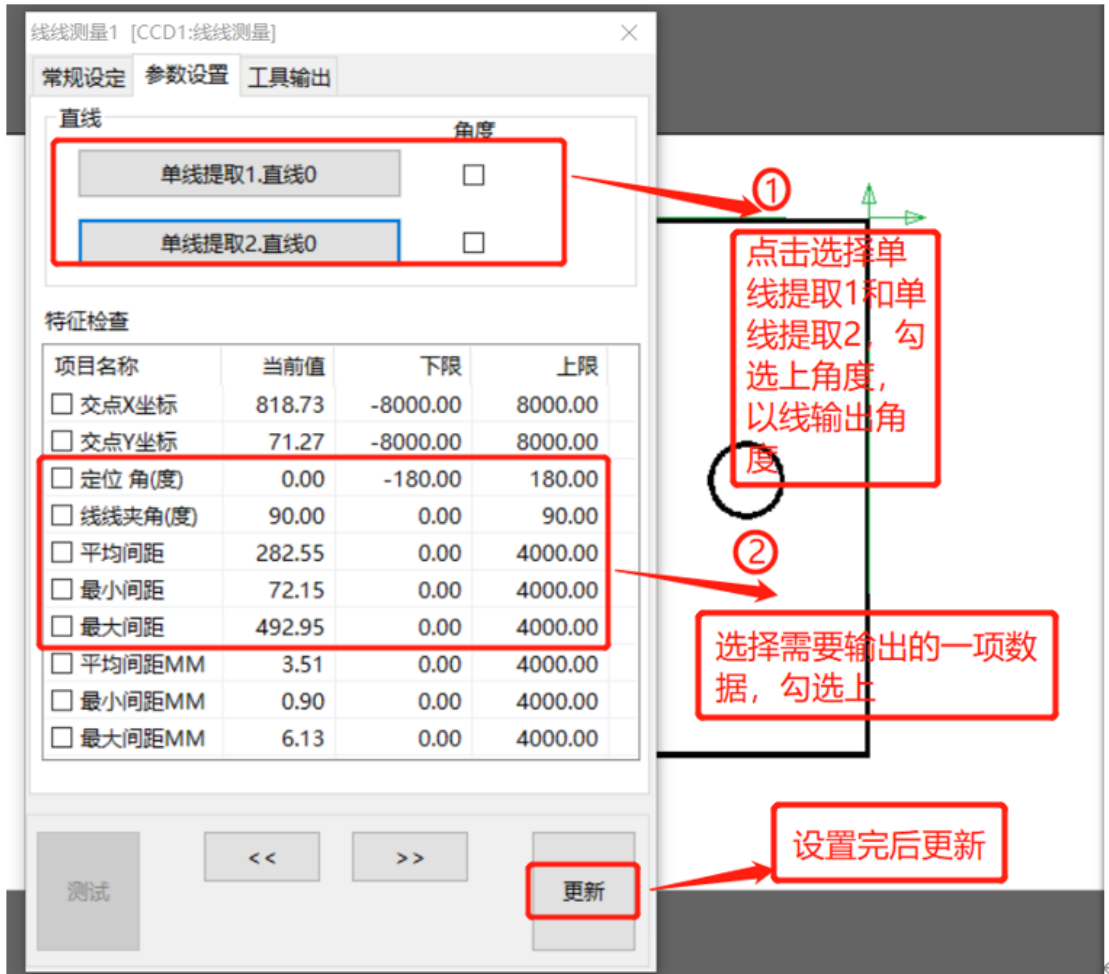 线线测量1 [CCD1:线线测量]
常规设定 参数设置 工具输出
直线
角度
单线提取1.直线0
单线提取2.直线0
特征检查
项目名称 当前值 下限 上限
交点X坐标 818.73 -8000.00 8000.00
交点Y坐标 71.27 -8000.00 8000.00
定位 角(度) 0.00 -180.00 180.00
线线夹角(度) 90.00 0.00 90.00
平均间距 282.55 0.00 4000.00
最小间距 72.15 0.00 4000.00
最大间距 492.95 0.00 4000.00
平均间距MM 3.51 0.00 4000.00
最小间距MM 0.90 0.00 4000.00
最大间距MM 6.13 0.00 4000.00
测试
<<
>>
更新
①
点击选择单
线提取1和单
线提取2，勾
选上角度，
以线输出角
度
②
选择需要输出的一项数
据，勾选上
设置完后更新